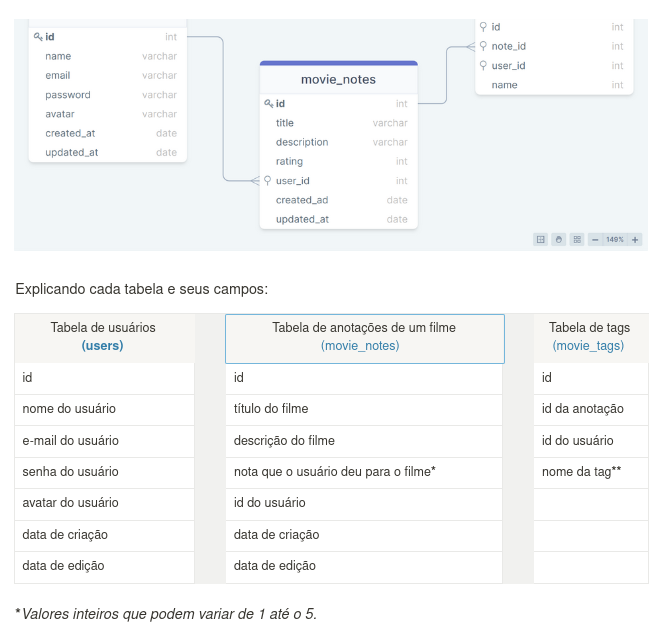 id int
name varchar
email varchar
password varchar
avatar varchar
created_at date
updated_at date
movie_notes
id int
title varchar
description varchar
rating int
user_id int
created_ad date
updated_at date
id int
note_id int
user_id int
name int
149%
Explicando cada tabela e seus campos:
Tabela de usuários
(users)
id
nome do usuário
e-mail do usuário
senha do usuário
avatar do usuário
data de criação
data de edição
Tabela de anotações de um filme
(movie_notes)
id
título do filme
descrição do filme
nota que o usuário deu para o filme*
id do usuário
data de criação
data de edição
Tabela de tags
(movie_tags)
id
id da anotação
id do usuário
nome da tag**
*Valores inteiros que podem variar de 1 até o 5.